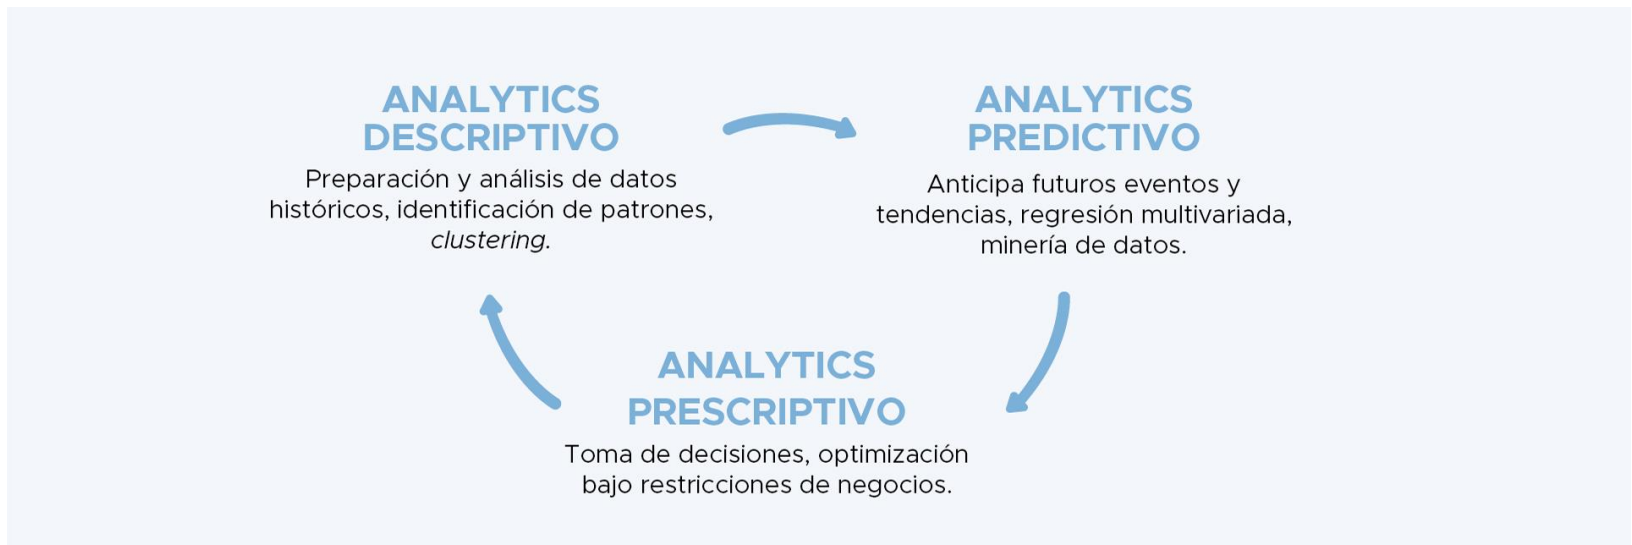 ANALYTICS
DESCRIPTIVO
Preparación y análisis de datos
históricos, identificación de patrones,
clustering.
ANALYTICS
PREDICTIVO
Anticipa futuros eventos y
tendencias, regresión multivariada,
minería de datos.
ANALYTICS
PRESCRIPTIVO
Toma de decisiones, optimización
bajo restricciones de negocios.